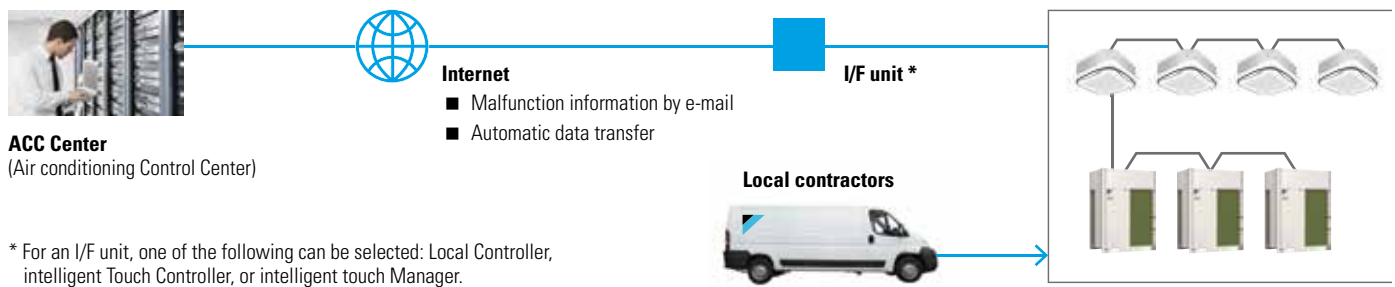 Internet
■ Malfunction information by e-mail
■ Automatic data transfer
I/F unit *
ACC Center
(Air conditioning Control Center)
Local contractors
* For an I/F unit, one of the following can be selected: Local Controller,
intelligent Touch Controller, or intelligent touch Manager.